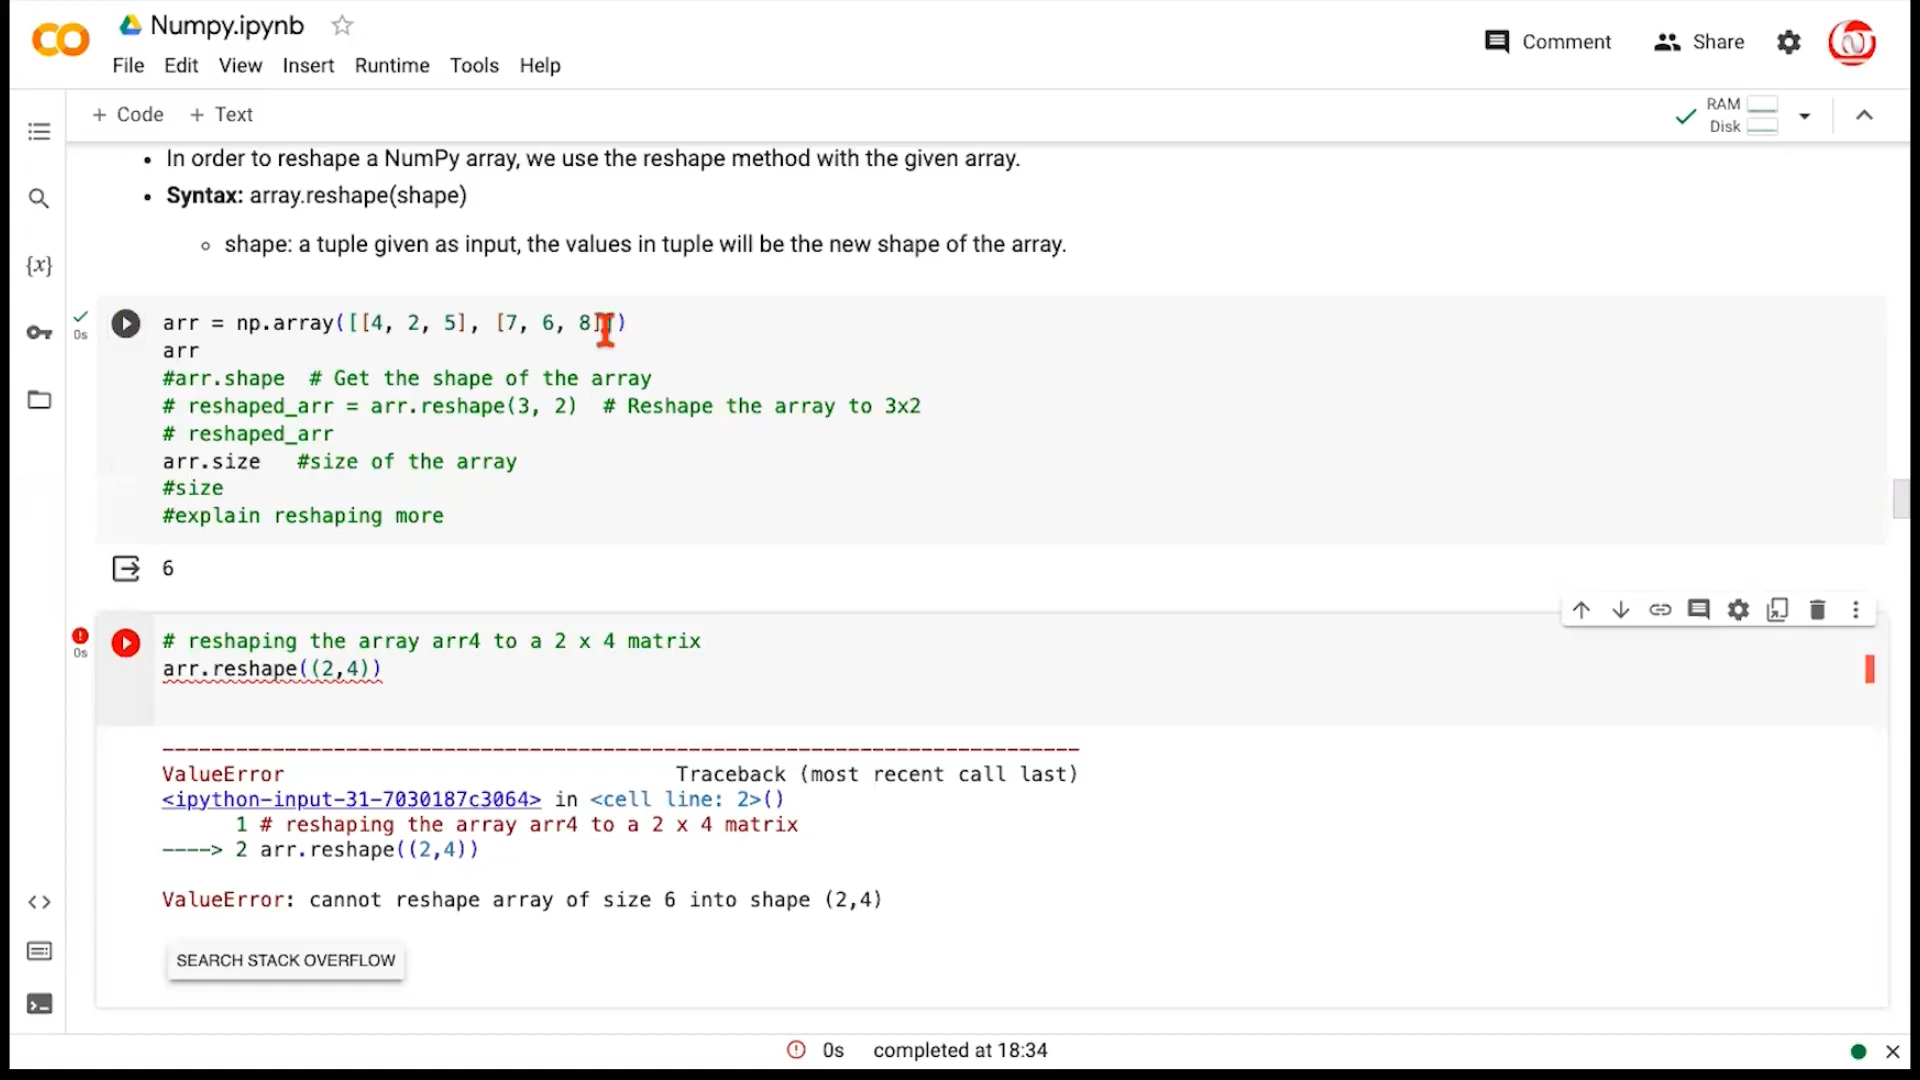 Numpy.ipynb
File Edit View Insert Runtime Tools Help
Comment Share
+ Code + Text
RAM
Disk
• In order to reshape a NumPy array, we use the reshape method with the given array.
• Syntax: array.reshape(shape)
◦ shape: a tuple given as input, the values in tuple will be the new shape of the array.
0s
arr = np.array([[4, 2, 5], [7, 6, 8]])
arr
#arr.shape # Get the shape of the array
# reshaped_arr = arr.reshape(3, 2) # Reshape the array to 3x2
# reshaped_arr
arr.size #size of the array
#size
#explain reshaping more
6
0s
# reshaping the array arr4 to a 2 x 4 matrix
arr.reshape((2,4))
---------------------------------------------------------------------------
ValueError Traceback (most recent call last)
<ipython-input-31-7030187c3064> in <cell line: 2>()
1 # reshaping the array arr4 to a 2 x 4 matrix
----> 2 arr.reshape((2,4))
ValueError: cannot reshape array of size 6 into shape (2,4)
SEARCH STACK OVERFLOW
0s completed at 18:34